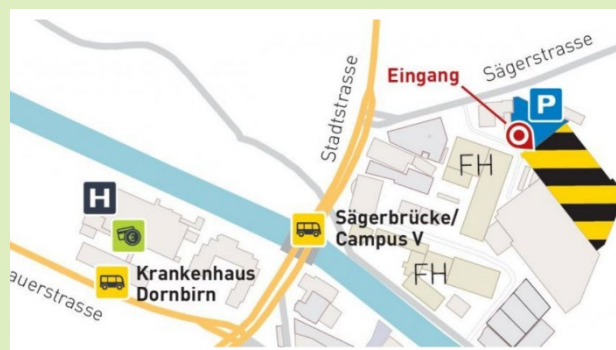 Stadtstrasse
Sägerstrasse
Eingang
P
FH
H
Sägerbrücke/
Campus V
FH
Krankenhaus
Dornbirn
auerstrasse